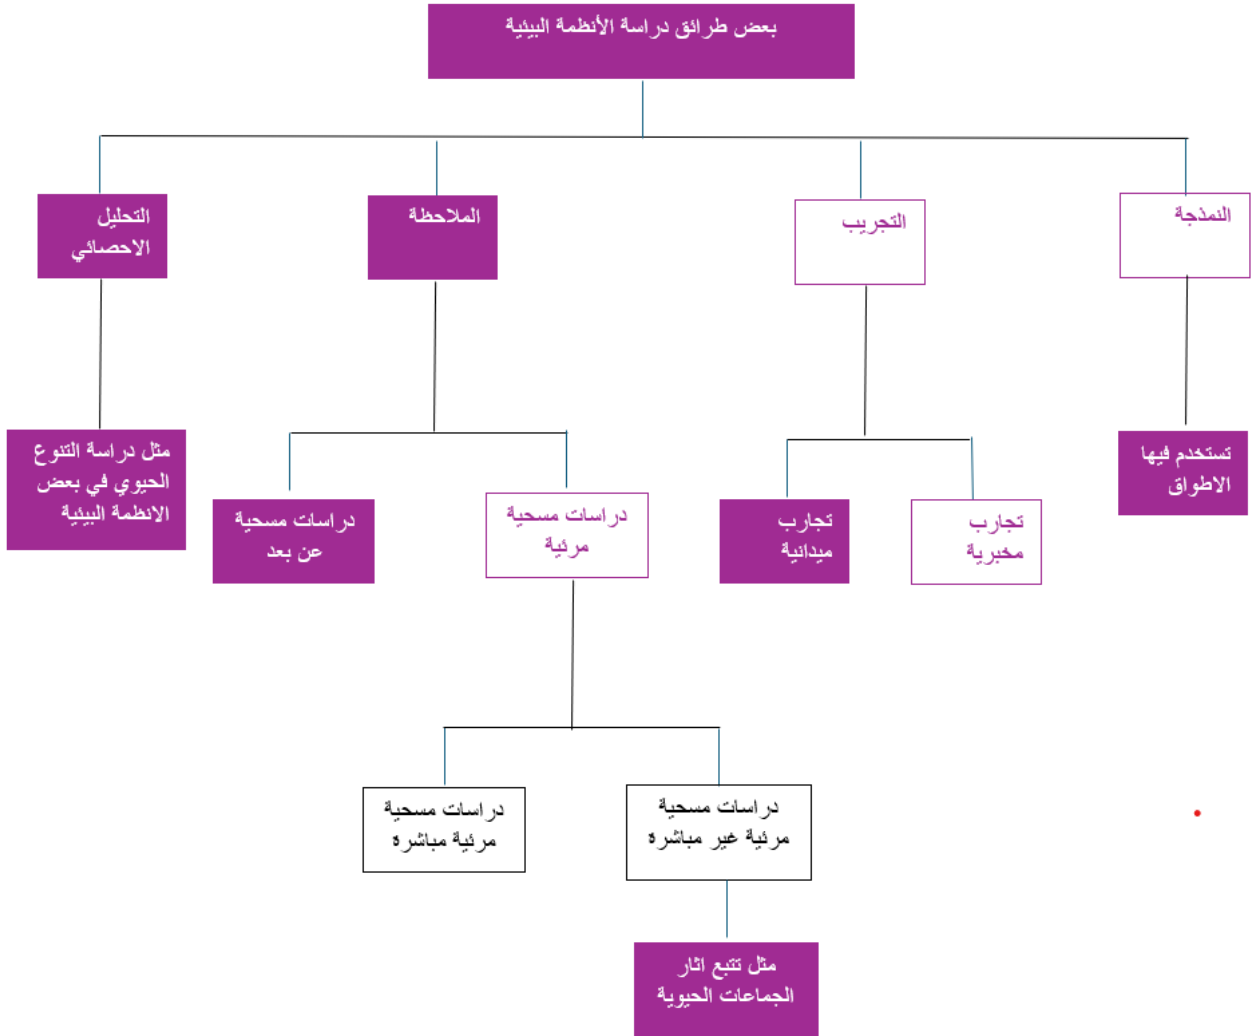 بعض طرائق دراسة الأنظمة البيئية
النمذجة
التجريب
الملاحظة
التحليل
الاحصائي
تستخدم فيها
الاطواق
تجارب
مخبرية
تجارب
ميدانية
دراسات مسحية
مرئية
دراسات مسحية
عن بعد
مثل دراسة التنوع
الحيوي في بعض
الانظمة البيئية
دراسات مسحية
مرئية غير مباشره
دراسات مسحية
مرئية مباشره
مثل تتبع اثار
الجماعات الحيوية